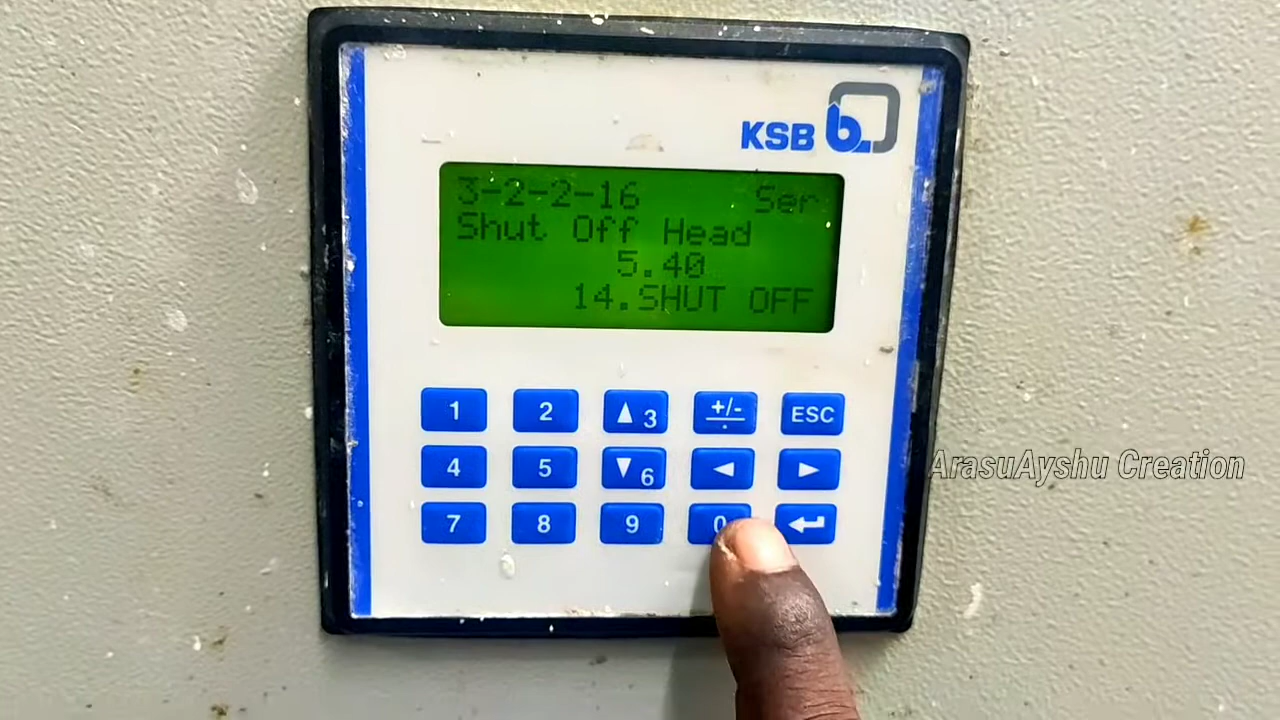 KSB b
3-2-2-16 Ser
Shut Off Head
5.40
14.SHUT OFF
1 2 ▲3 +/- . ESC
4 5 ▼6 ◄ ►
7 8 9 0 ↵
ArasuAyshu Creation